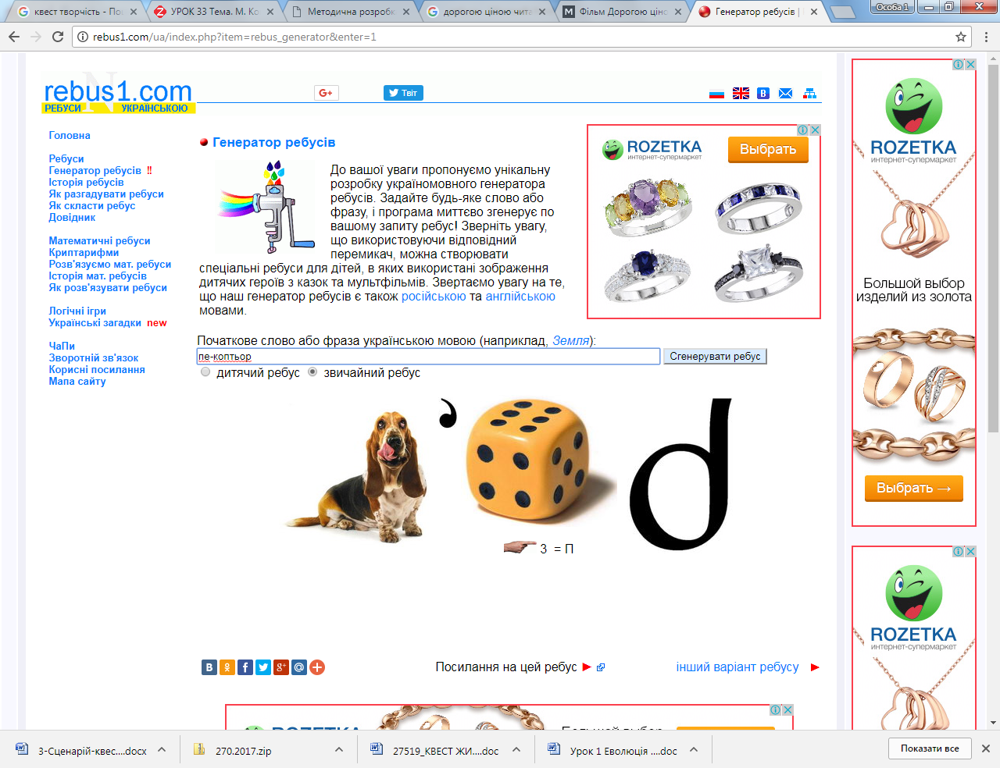 квест творчість - Пош
УРОК 33 Тема. М. Ко
Методична розробк
дорогою ціною чита
Фільм Дорогою ціно
Генератор ребусів |
Особа 1
rebus1.com/ua/index.php?item=rebus_generator&enter=1
rebus1.com
РЕБУСИ УКРАЇНСЬКОЮ
G+
Твіт
B
Головна
Ребуси
Генератор ребусів !!
Історія ребусів
Як разгадувати ребуси
Як скласти ребус
Довідник
Математичні ребуси
Криптарифми
Розв'язуємо мат. ребуси
Історія мат. ребусів
Як розв'язувати ребуси
Логічні ігри
Українські загадки new
ЧаПи
Зворотній зв'язок
Корисні посилання
Мапа сайту
Генератор ребусів
До вашої уваги пропонуємо унікальну
розробку україномовного генератора
ребусів. Задайте будь-яке слово або
фразу, і програма миттєво згенерує по
вашому запиту ребус! Зверніть увагу,
що використовуючи відповідний
перемикач, можна створювати
спеціальні ребуси для дітей, в яких використані зображення
дитячих героїв з казок та мультфільмів. Звертаємо увагу на те,
що наш генератор ребусів є також російською та англійською
мовами.
ROZETKA
интернет-супермаркет
Выбрать
Початкове слово або фраза українською мовою (наприклад, Земля):
пе-коптьор
Сгенерувати ребус
дитячий ребус звичайний ребус
,
d
3 = П
Посилання на цей ребус
інший варіант ребусу
B
f
g+
@
Большой выбор
ROZETKA
интернет-супермаркет
Большой выбор
изделий из золота
Выбрать →
ROZETKA
интернет-супермаркет
3-Сценарій-квес....docx
270.2017.zip
27519_КВЕСТ ЖИ....doc
Урок 1 Еволюція ....doc
Показати все